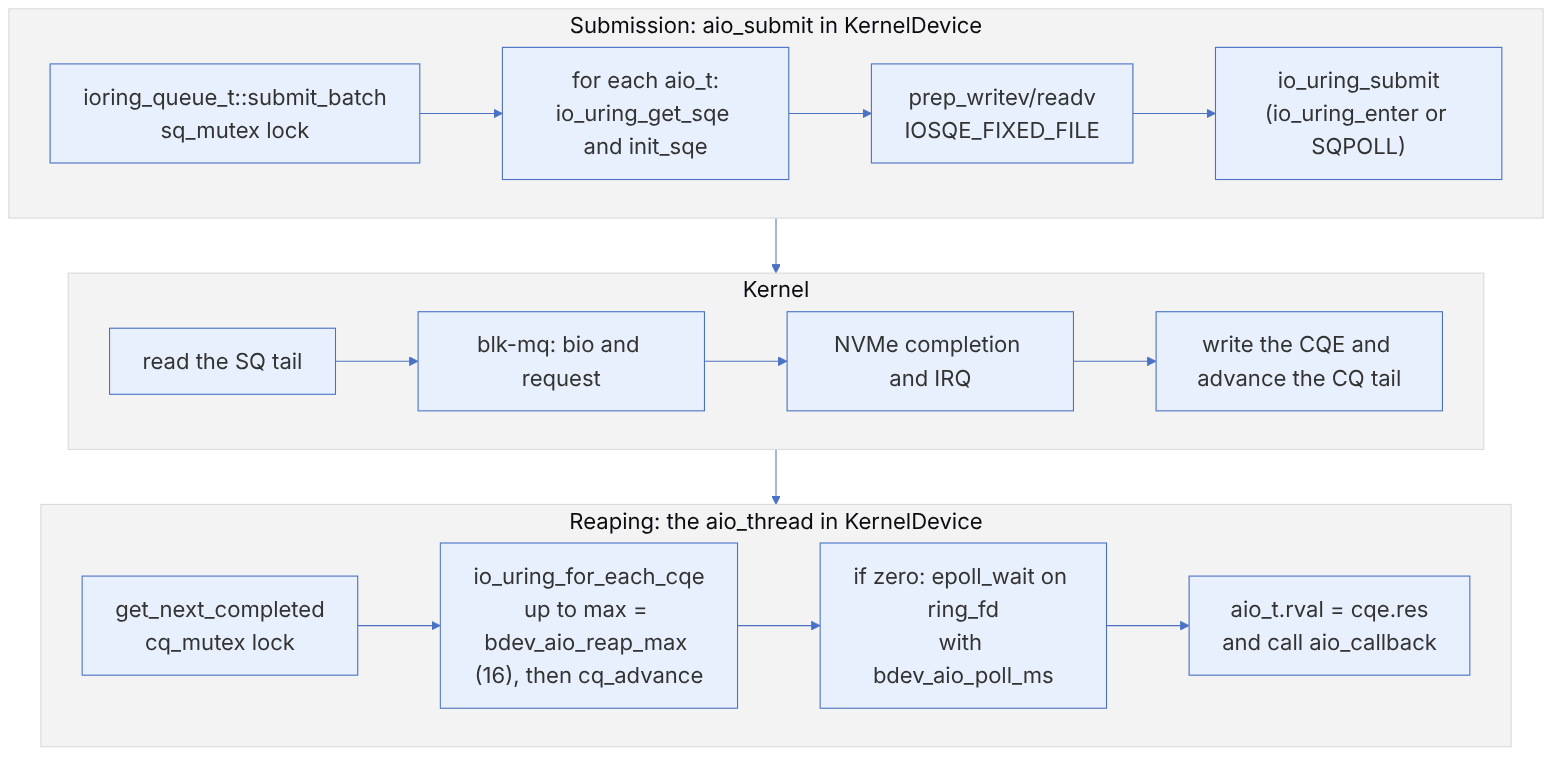 Submission: aio_submit in KernelDevice
ioring_queue_t::submit_batch
sq_mutex lock
for each aio_t:
io_uring_get_sqe
and init_sqe
prep_writev/readv
IOSQE_FIXED_FILE
io_uring_submit
(io_uring_enter or
SQPOLL)
Kernel
read the SQ tail
blk-mq: bio and
request
NVMe completion
and IRQ
write the CQE and
advance the CQ tail
Reaping: the aio_thread in KernelDevice
get_next_completed
cq_mutex lock
io_uring_for_each_cqe
up to max =
bdev_aio_reap_max
(16), then cq_advance
if zero: epoll_wait on
ring_fd
with
bdev_aio_poll_ms
aio_t.rval = cqe.res
and call aio_callback